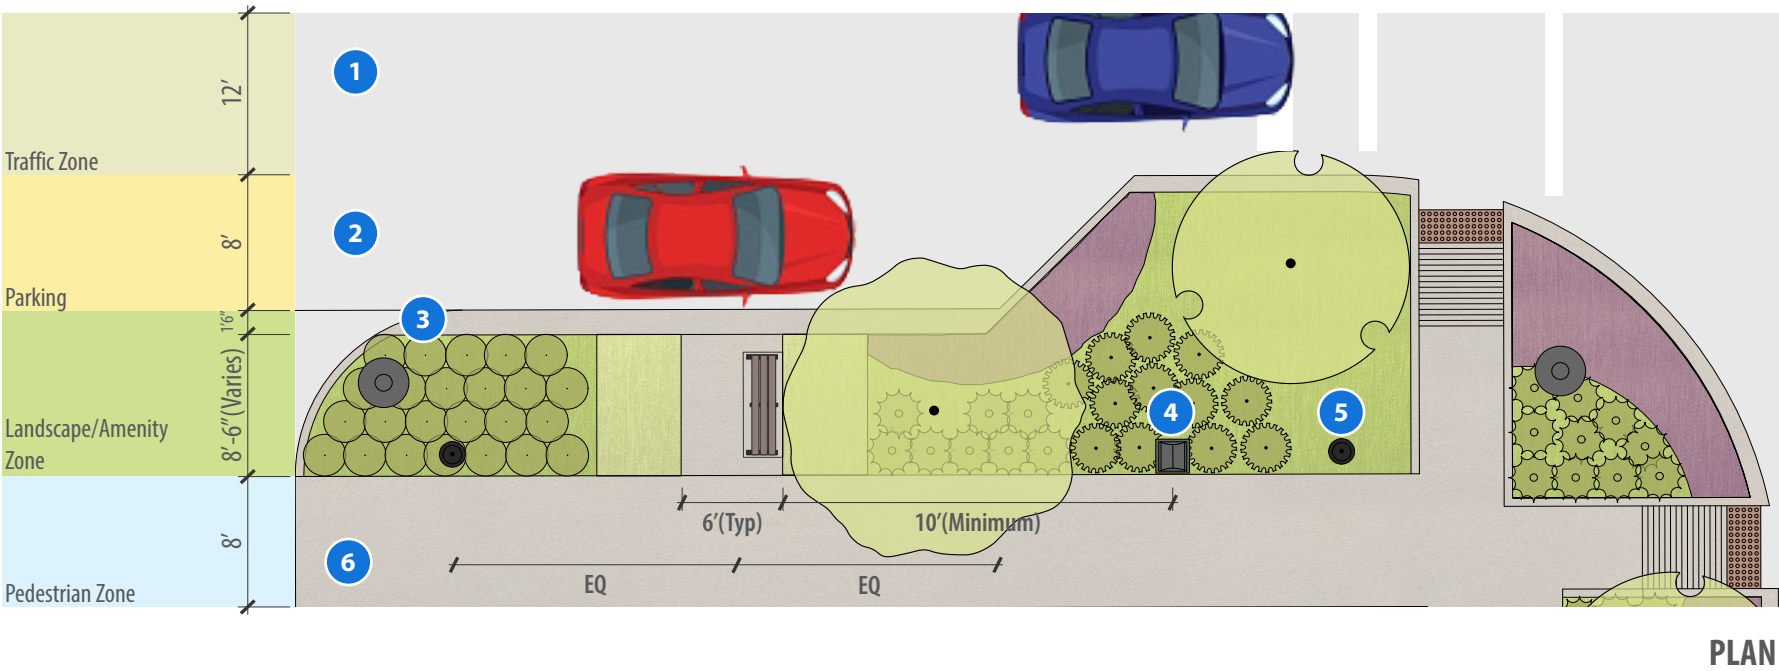 12’
1
Traffic Zone
8’
2
Parking
1’6”
3
8’-6”(Varies)
Landscape/Amenity
Zone
4
5
6’(Typ)
10’(Minimum)
8’
6
EQ
EQ
Pedestrian Zone
PLAN